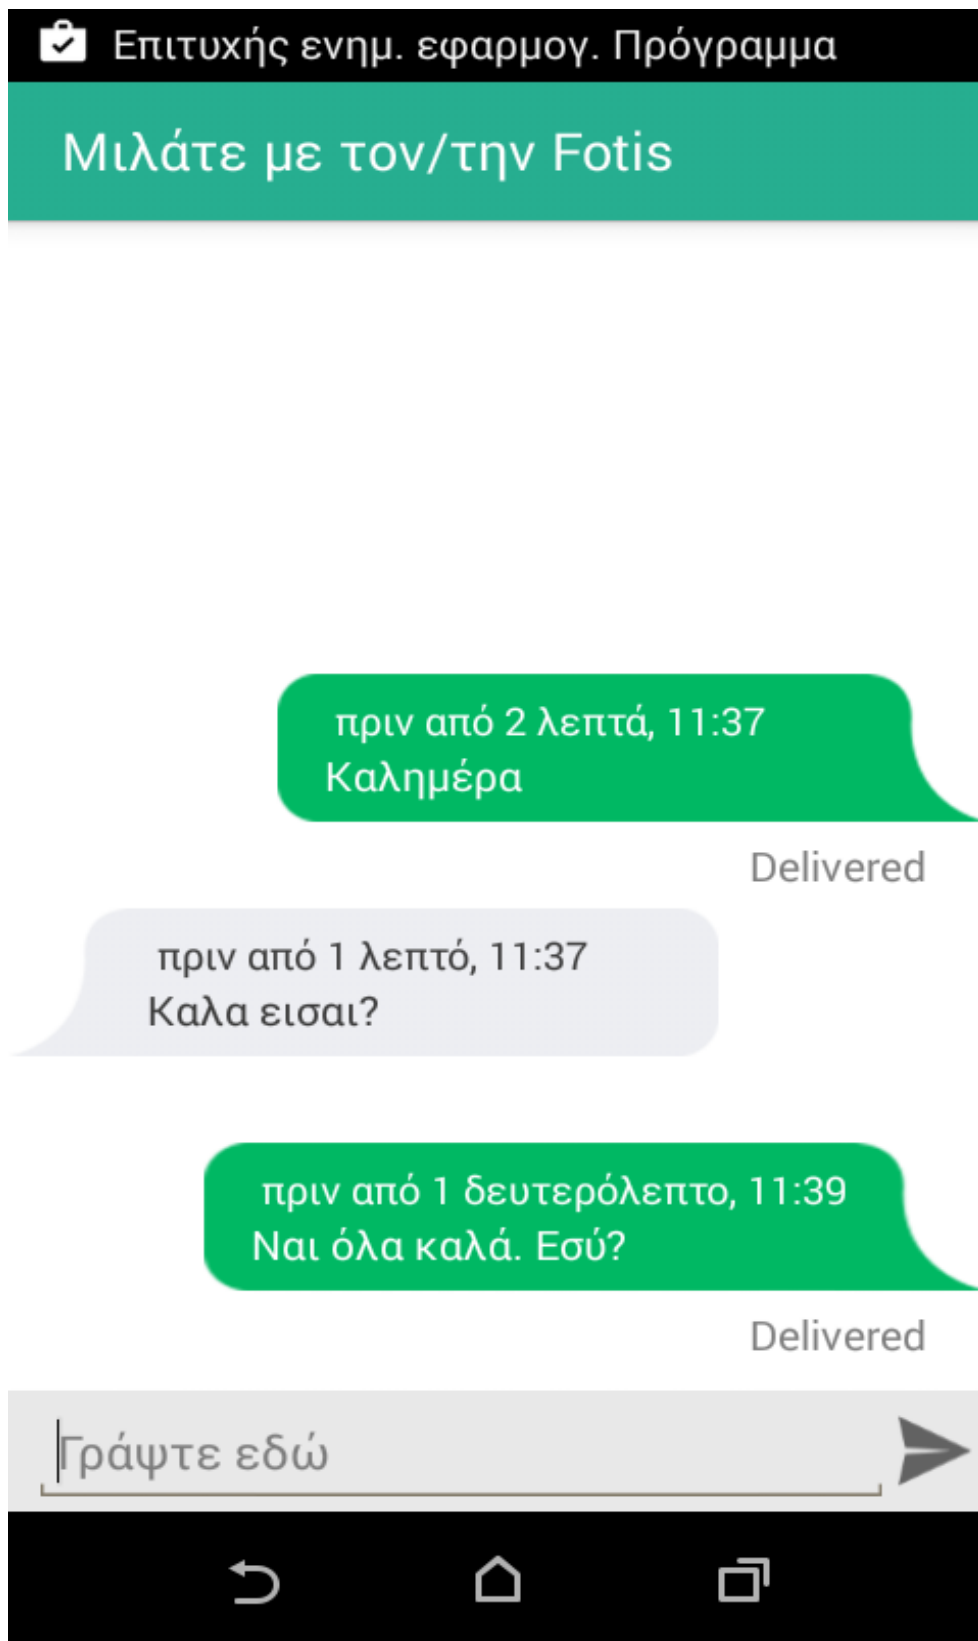 Επιτυχής ενημ. εφαρμογ. Πρόγραμμα
Μιλάτε με τον/την Fotis
πριν από 2 λεπτά, 11:37
Καλημέρα
Delivered
πριν από 1 λεπτό, 11:37
Καλα εισαι?
πριν από 1 δευτερόλεπτο, 11:39
Ναι όλα καλά. Εσύ?
Delivered
Γράψτε εδώ